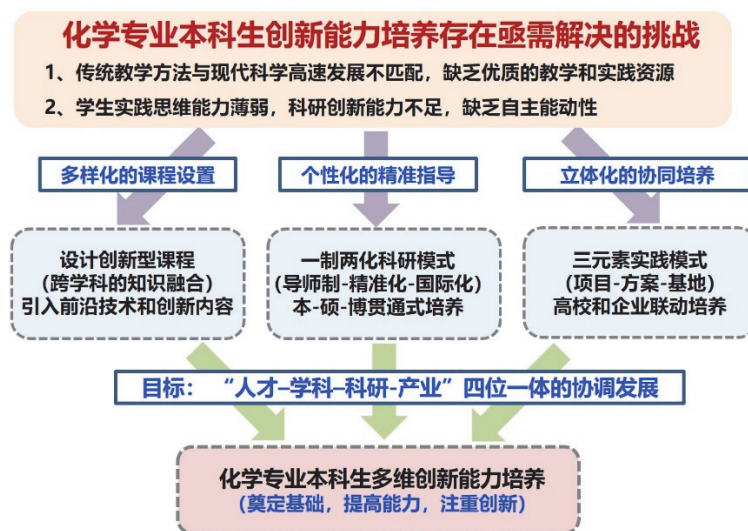 化学专业本科生创新能力培养存在亟需解决的挑战
1、传统教学方法与现代科学高速发展不匹配，缺乏优质的教学和实践资源
2、学生实践思维能力薄弱，科研创新能力不足，缺乏自主能动性
多样化的课程设置
个性化的精准指导
立体化的协同培养
设计创新型课程
(跨学科的知识融合)
引入前沿技术和创新内容
一制两化科研模式
(导师制-精准化-国际化)
本-硕-博贯通式培养
三元素实践模式
(项目-方案-基地)
高校和企业联动培养
目标：“人才–学科–科研-产业”四位一体的协调发展
化学专业本科生多维创新能力培养
(奠定基础，提高能力，注重创新)